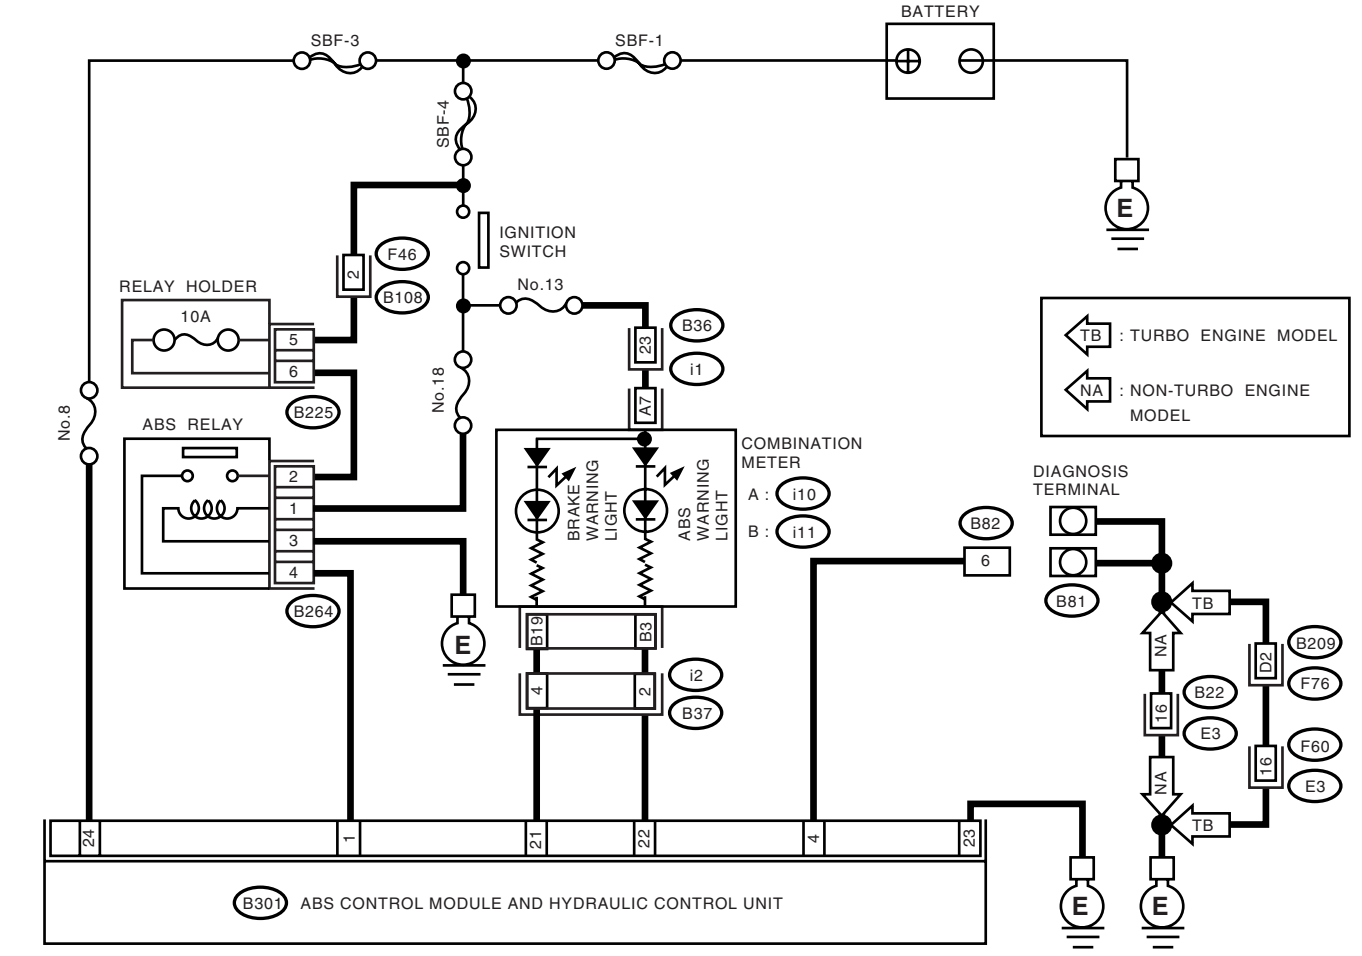 BATTERY
SBF-3
SBF-1
SBF-4
E
IGNITION
SWITCH
F46
2
B108
No.13
RELAY HOLDER
10A
5
6
B225
B36
23
i1
A7
TB : TURBO ENGINE MODEL
NA : NON-TURBO ENGINE
MODEL
No.8
No.18
ABS RELAY
2
1
3
4
B264
E
COMBINATION
METER
A : i10
B : i11
BRAKE
WARNING
LIGHT
ABS
WARNING
LIGHT
B19
B3
4
2
i2
B37
DIAGNOSIS
TERMINAL
B82
6
B81
TB
NA
D2
B209
F76
B22
16
E3
F60
16
E3
NA
TB
24
1
21
22
4
23
E
E
B301 ABS CONTROL MODULE AND HYDRAULIC CONTROL UNIT